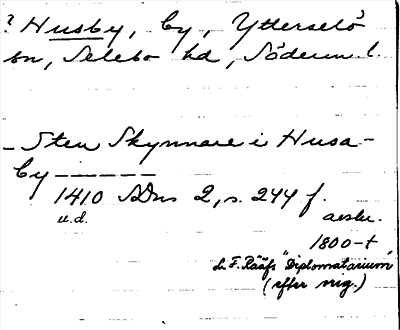 ? Husby, by, Ytterselö
sn, Selebo hd, Söderm. l.
– Sten Skynnare i Husa-
by ––––––
1410 SDns 2, s. 244 f.
u.d.
avskr.
1800-t,
L. F. Rääfs "Diplomatarium"
(efter orig.)